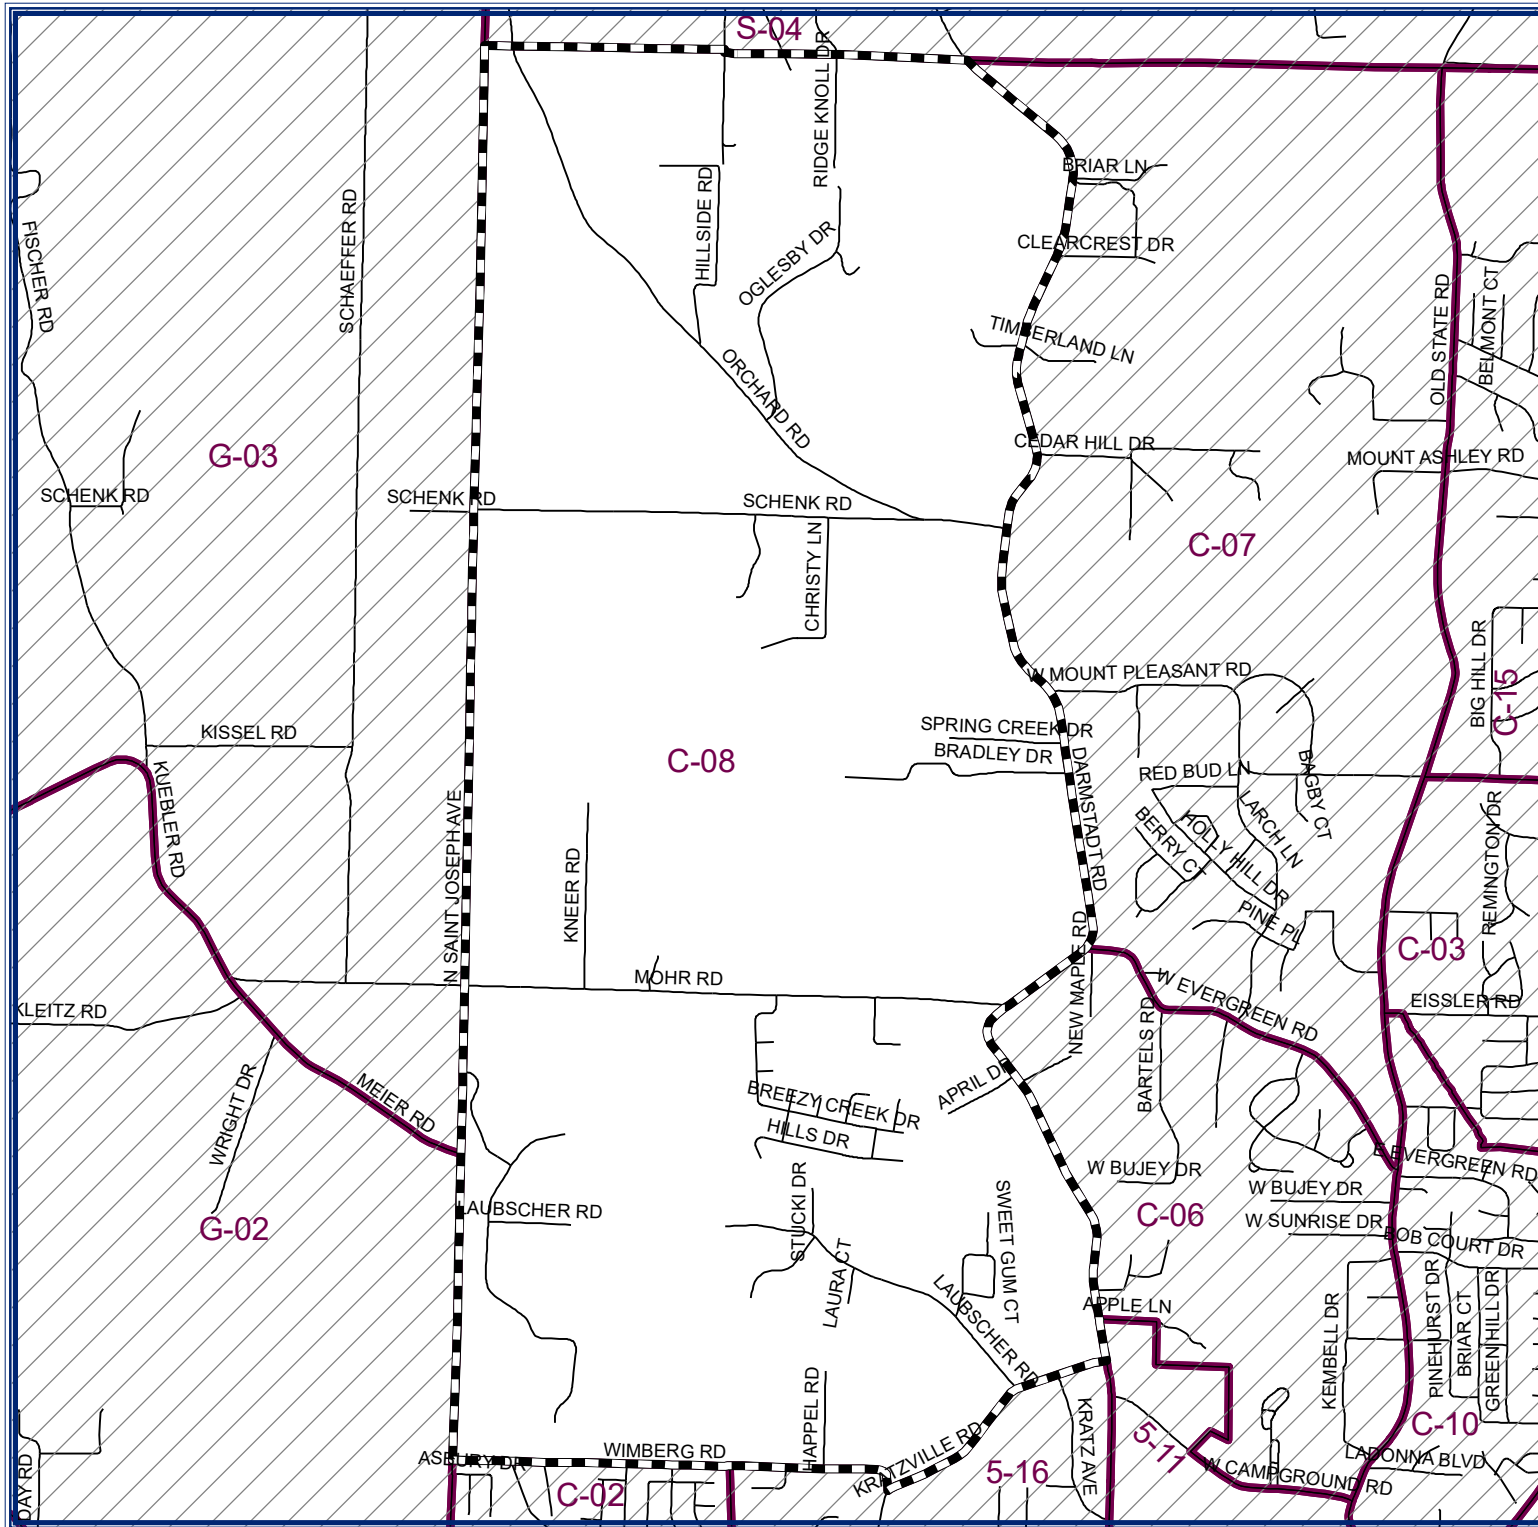 S-04
RIDGE KNOLL DR
BRIAR LN
HILLSIDE RD
SCHAEFFER RD
FISCHER RD
CLEARCREST DR
OGLESBY DR
TIMBERLAND LN
OLD STATE RD
BELMONT CT
ORCHARD RD
CEDAR HILL DR
G-03
MOUNT ASHLEY RD
SCHENK RD
SCHENK RD
SCHENK RD
CHRISTY LN
C-07
W MOUNT PLEASANT RD
BIG HILL DR
C-15
KISSEL RD
SPRING CREEK DR
BRADLEY DR
C-08
RED BUD LN
BAGBY CT
KUEBLER RD
DARMSTADT RD
LARCH LN
HOLLY HILL DR
BERRY CT
REMINGTON DR
N SAINT JOSEPH AVE
KNEER RD
PINE PL
C-03
NEW MAPLE RD
MOHR RD
W EVERGREEN RD
EISSLER RD
KLEITZ RD
BARTELS RD
APRIL DR
MEIER RD
WRIGHT DR
BREEZY CREEK DR
HILLS DR
E EVERGREEN RD
W BUJEY DR
W BUJEY DR
STUCKI DR
SWEET GUM CT
LAUBSCHER RD
C-06
W SUNRISE DR
G-02
BOB COURT DR
LAURA CT
LAUBSCHER RD
APPLE LN
KEMBELL DR
PINEHURST DR
BRIAR CT
GREEN HILL DR
HAPPEL RD
KRATZ AVE
C-10
5-11
WIMBERG RD
KRATZVILLE RD
ASBURY DR
LADONNA BLVD
5-16
W CAMPGROUND RD
C-02
DAY RD